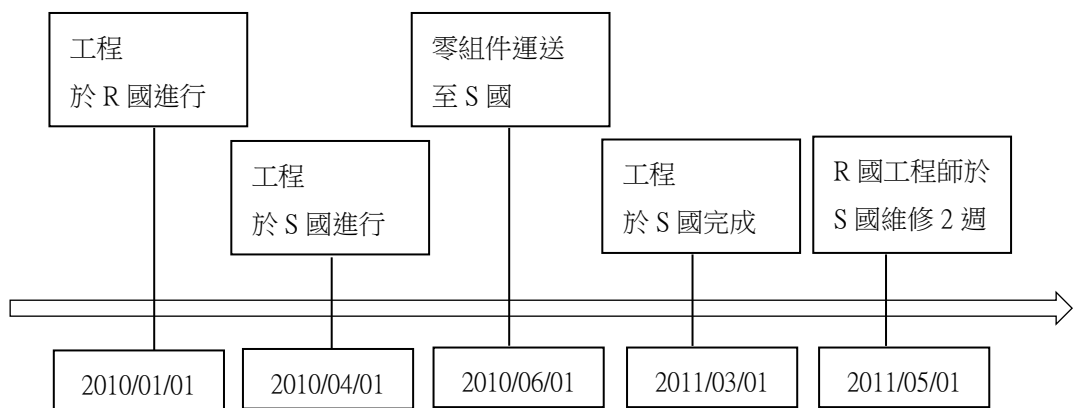 工程
於 R 國進行
零組件運送
至 S 國
工程
於 S 國進行
工程
於 S 國完成
R 國工程師於
S 國維修 2 週
2010/01/01
2010/04/01
2010/06/01
2011/03/01
2011/05/01